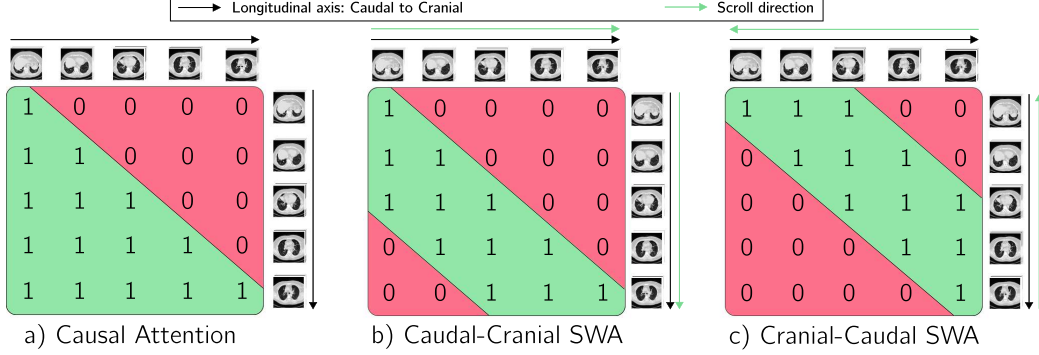 Longitudinal axis: Caudal to Cranial Scroll direction
1 0 0 0 0
1 1 0 0 0
1 1 1 0 0
1 1 1 1 0
1 1 1 1 1
a) Causal Attention
1 0 0 0 0
1 1 0 0 0
1 1 1 0 0
0 1 1 1 0
0 0 1 1 1
b) Caudal-Cranial SWA
1 1 1 0 0
0 1 1 1 0
0 0 1 1 1
0 0 0 1 1
0 0 0 0 1
c) Cranial-Caudal SWA